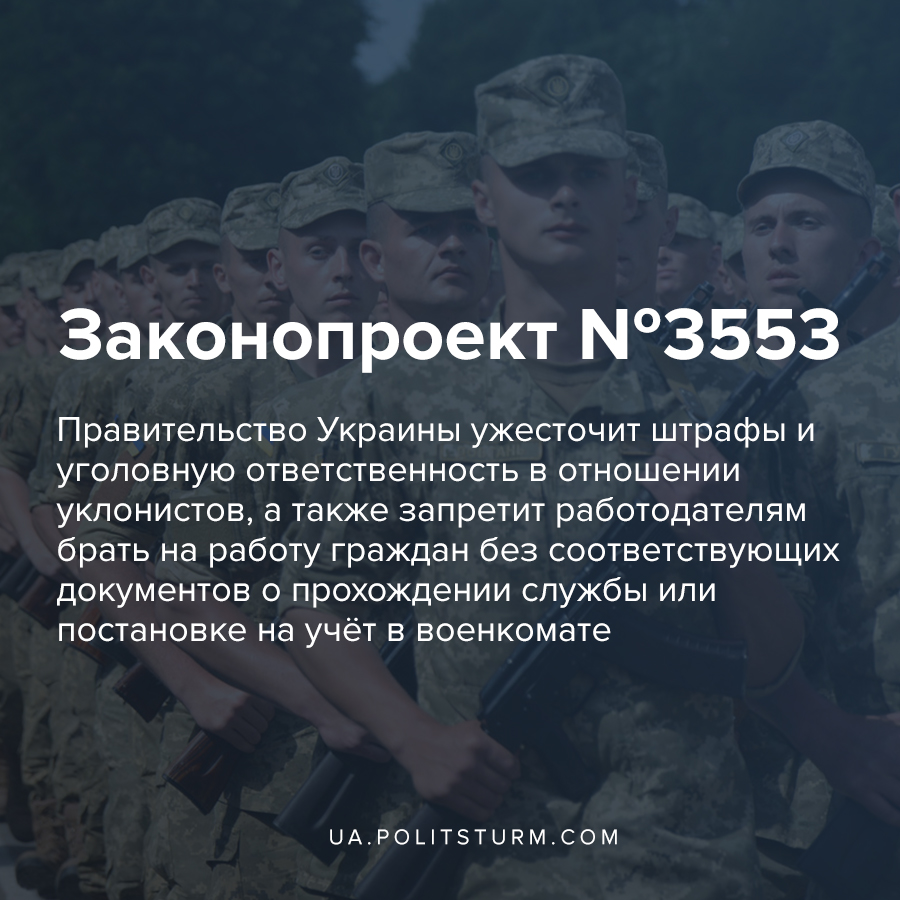 Законопроект №3553
Правительство Украины ужесточит штрафы и
уголовную ответственность в отношении
уклонистов, а также запретит работодателям
брать на работу граждан без соответствующих
документов о прохождении службы или
постановке на учёт в военкомате
UA.POLITSTURM.COM